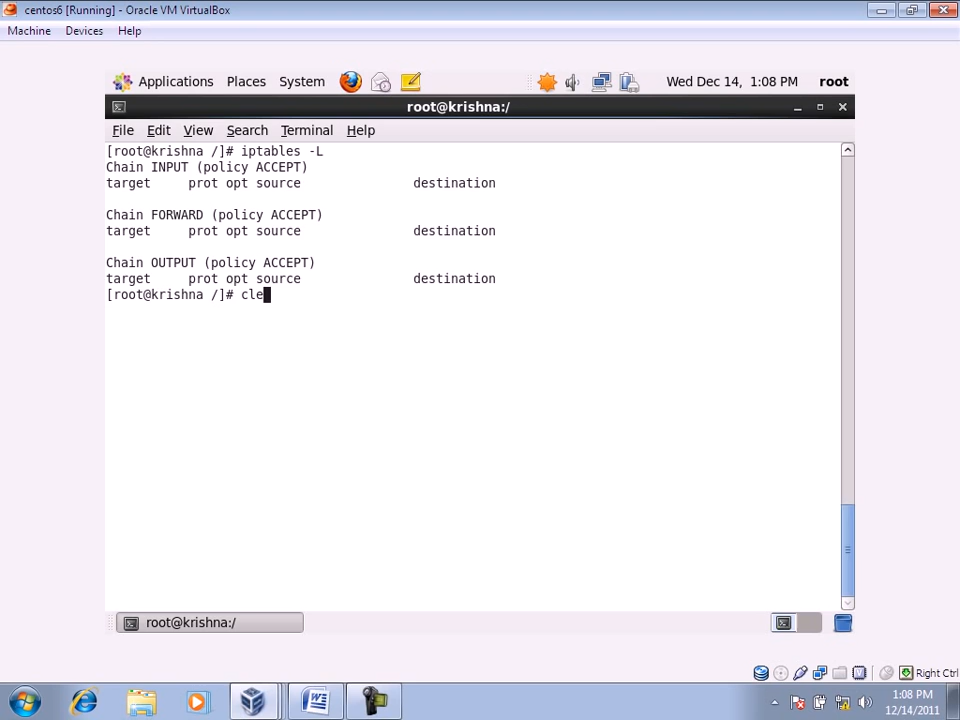 centos6 [Running] - Oracle VM VirtualBox
Machine Devices Help
Applications Places System Wed Dec 14, 1:08 PM root
root@krishna:/
File Edit View Search Terminal Help
[root@krishna /]# iptables -L
Chain INPUT (policy ACCEPT)
target prot opt source destination
Chain FORWARD (policy ACCEPT)
target prot opt source destination
Chain OUTPUT (policy ACCEPT)
target prot opt source destination
[root@krishna /]# cle
root@krishna:/
Right Ctrl
1:08 PM
12/14/2011